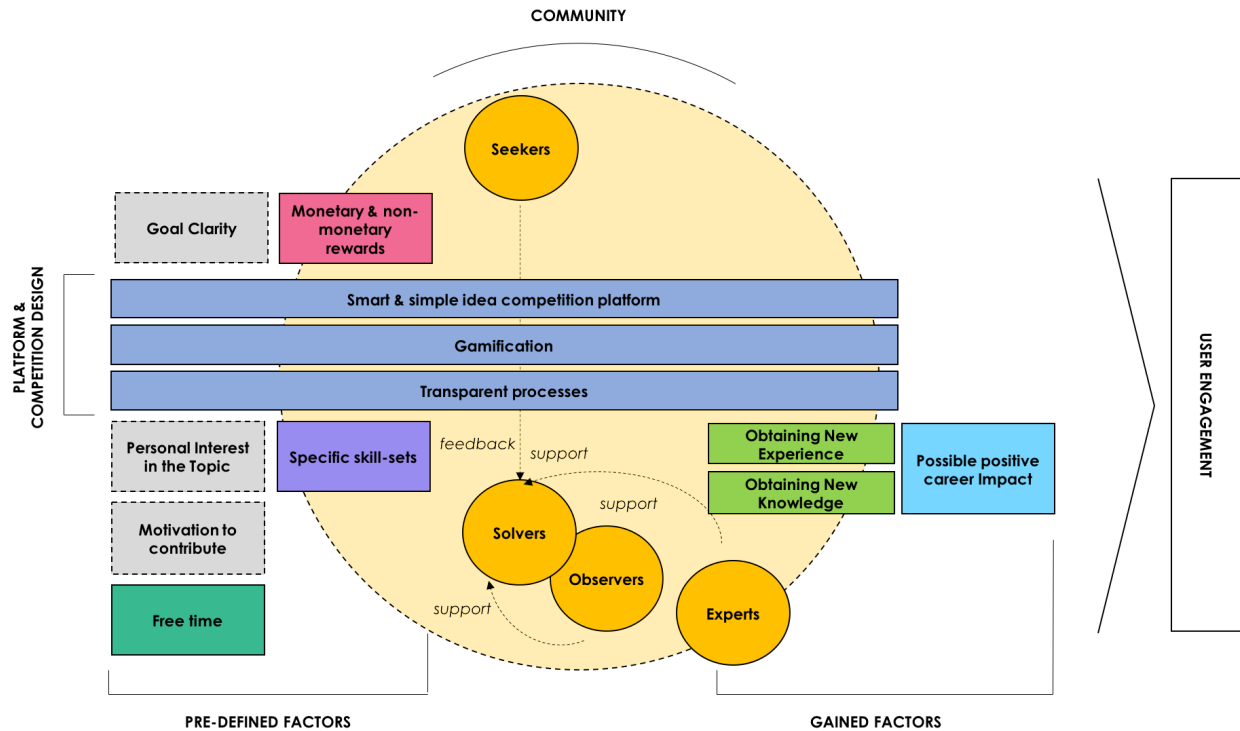 COMMUNITY
Seekers
Goal Clarity
Monetary & non-
monetary
rewards
PLATFORM &
COMPETITION DESIGN
Smart & simple idea competition platform
Gamification
Transparent processes
USER ENGAGEMENT
Personal Interest
in the Topic
Specific skill-sets
feedback
support
Obtaining New
Experience
Possible positive
career Impact
Obtaining New
Knowledge
support
Motivation to
contribute
Solvers
Observers
Free time
support
Experts
PRE-DEFINED FACTORS
GAINED FACTORS